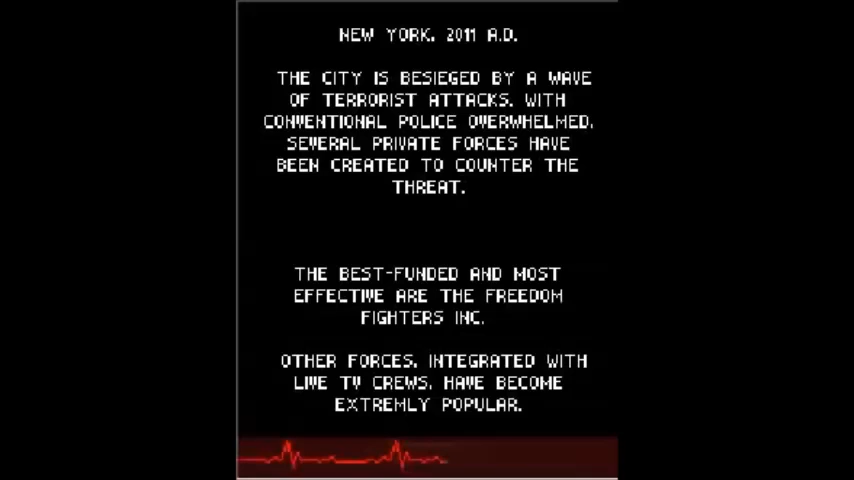 NEW YORK, 2011 A.D.
THE CITY IS BESIEGED BY A WAVE
OF TERRORIST ATTACKS. WITH
CONVENTIONAL POLICE OVERWHELMED,
SEVERAL PRIVATE FORCES HAVE
BEEN CREATED TO COUNTER THE
THREAT.
THE BEST-FUNDED AND MOST
EFFECTIVE ARE THE FREEDOM
FIGHTERS INC.
OTHER FORCES, INTEGRATED WITH
LIVE TV CREWS, HAVE BECOME
EXTREMLY POPULAR.